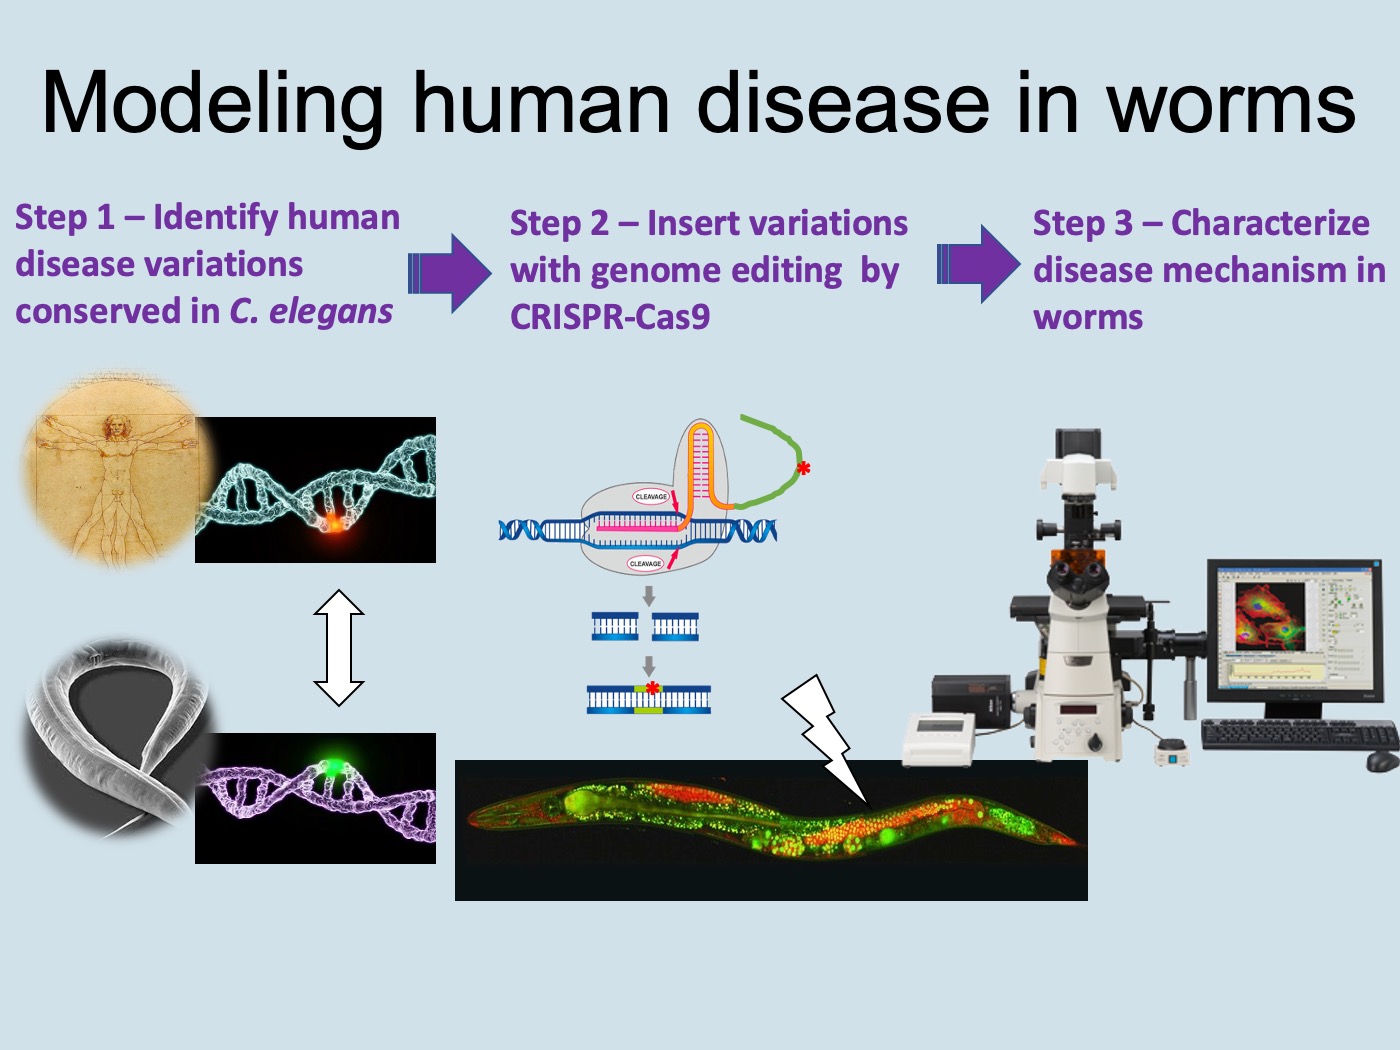 Modeling human disease in worms
Step 1 – Identify human
disease variations
conserved in C. elegans
Step 2 – Insert variations
with genome editing  by
CRISPR-Cas9
Step 3 – Characterize
disease mechanism in
worms
CLEAVAGE
CLEAVAGE